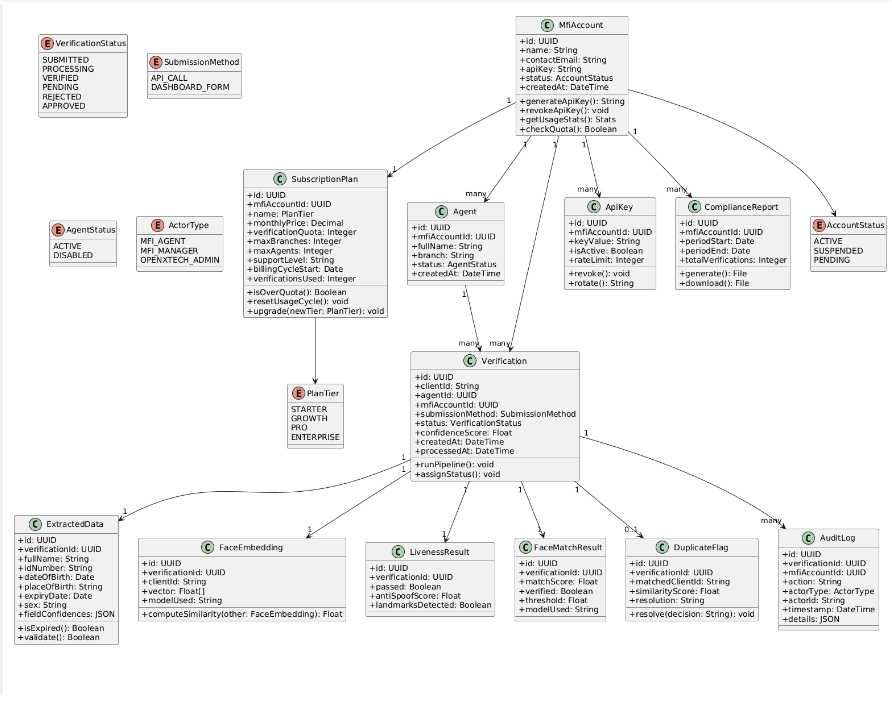 E VerificationStatus
SUBMITTED
PROCESSING
VERIFIED
PENDING
REJECTED
APPROVED
E SubmissionMethod
API_CALL
DASHBOARD_FORM
C MfiAccount
+id: UUID
+name: String
+contactEmail: String
+apiKey: String
+status: AccountStatus
+createdAt: DateTime
+generateApiKey(): String
+revokeApiKey(): void
+getUsageStats(): Stats
+checkQuota(): Boolean
1
1
1
1
1
1
many
many
many
C SubscriptionPlan
+id: UUID
+mfiAccountId: UUID
+name: PlanTier
+monthlyPrice: Decimal
+verificationQuota: Integer
+maxBranches: Integer
+maxAgents: Integer
+supportLevel: String
+billingCycleStart: Date
+verificationsUsed: Integer
+isOverQuota(): Boolean
+resetUsageCycle(): void
+upgrade(newTier: PlanTier): void
E AgentStatus
ACTIVE
DISABLED
E ActorType
MFI_AGENT
MFI_MANAGER
OPENXTECH_ADMIN
C Agent
+id: UUID
+mfiAccountId: UUID
+fullName: String
+branch: String
+status: AgentStatus
+createdAt: DateTime
C ApiKey
+id: UUID
+mfiAccountId: UUID
+keyValue: String
+isActive: Boolean
+rateLimit: Integer
+revoke(): void
+rotate(): String
C ComplianceReport
+id: UUID
+mfiAccountId: UUID
+periodStart: Date
+periodEnd: Date
+totalVerifications: Integer
+generate(): File
+download(): File
E AccountStatus
ACTIVE
SUSPENDED
PENDING
1
many
many
C Verification
+id: UUID
+clientId: String
+agentId: UUID
+mfiAccountId: UUID
+submissionMethod: SubmissionMethod
+status: VerificationStatus
+confidenceScore: Float
+createdAt: DateTime
+processedAt: DateTime
+runPipeline(): void
+assignStatus(): void
E PlanTier
STARTER
GROWTH
PRO
ENTERPRISE
1
1
1
1
1
1
1
1
1
1
0..1
many
C ExtractedData
+id: UUID
+verificationId: UUID
+fullName: String
+idNumber: String
+dateOfBirth: Date
+placeOfBirth: String
+expiryDate: Date
+sex: String
+fieldConfidences: JSON
+isExpired(): Boolean
+validate(): Boolean
C FaceEmbedding
+id: UUID
+verificationId: UUID
+clientId: String
+vector: Float[]
+modelUsed: String
+computeSimilarity(other: FaceEmbedding): Float
C LivenessResult
+id: UUID
+verificationId: UUID
+passed: Boolean
+antiSpoofScore: Float
+landmarksDetected: Boolean
C FaceMatchResult
+id: UUID
+verificationId: UUID
+matchScore: Float
+verified: Boolean
+threshold: Float
+modelUsed: String
C DuplicateFlag
+id: UUID
+verificationId: UUID
+matchedClientId: String
+similarityScore: Float
+resolution: String
+resolve(decision: String): void
C AuditLog
+id: UUID
+verificationId: UUID
+mfiAccountId: UUID
+action: String
+actorType: ActorType
+actorId: String
+timestamp: DateTime
+details: JSON